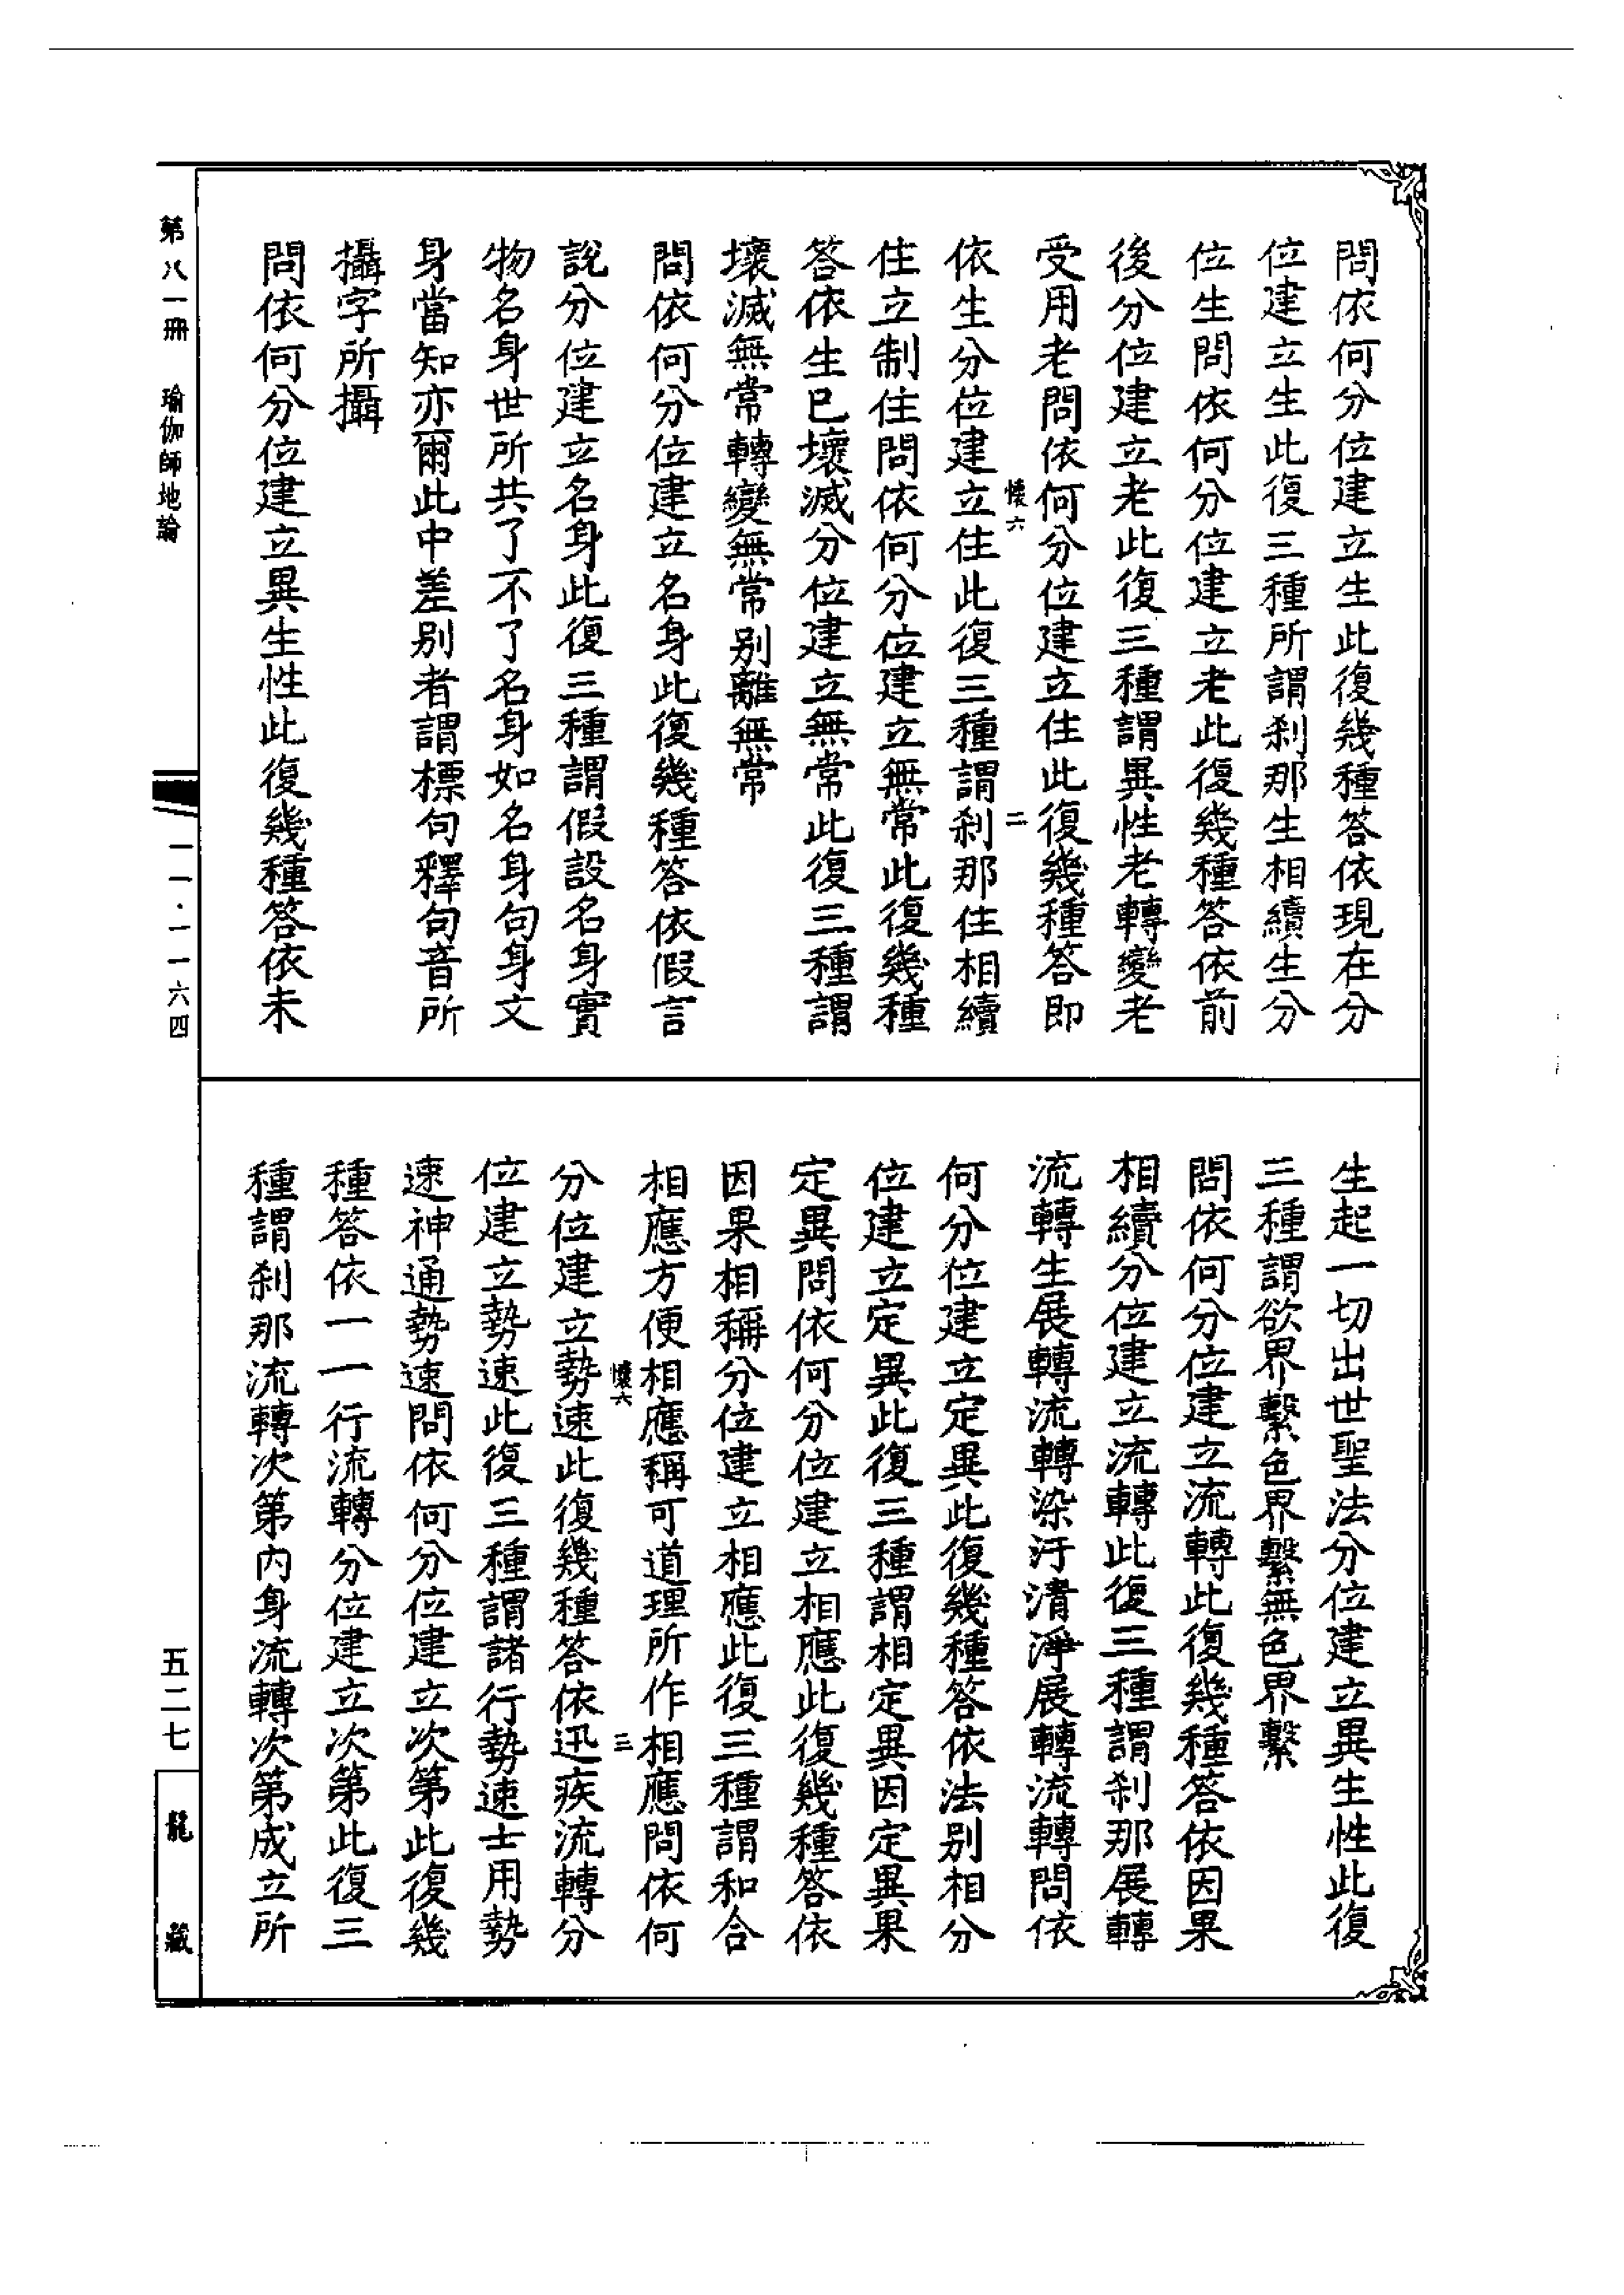 問依何分位建立生此復幾種答依現在分
位建立生此復三種所謂刹那生相續生分
位生問依何分位建立老此復幾種答依前
後分位建立老此復三種謂異性老轉變老
受用老問依何分位建立住此復幾種答即
懷六 二
依生分位建立住此復三種謂刹那住相續
住立制住問依何分位建立無常此復幾種
答依生已壞滅分位建立無常此復三種謂
壞滅無常轉變無常别離無常
問依何分位建立名身此復幾種答依假言
說分位建立名身此復三種謂假設名身實
物名身世所共了不了名身如名身句身文
身當知亦爾此中差别者謂標句釋句音所
攝字所攝
問依何分位建立異生性此復幾種答依未
生起一切出世聖法分位建立異生性此復
三種謂欲界繫色界繫無色界繫
問依何分位建立流轉此復幾種答依因果
相續分位建立流轉此復三種謂刹那展轉
流轉生展轉流轉染汙清淨展轉流轉問依
何分位建立定異此復幾種答依法别相分
位建立定異此復三種謂相定異因定異果
定異問依何分位建立相應此復幾種答依
因果相稱分位建立相應此復三種謂和合
相應方便相應稱可道理所作相應問依何
懷六 三
分位建立勢速此復幾種答依迅疾流轉分
位建立勢速此復三種謂諸行勢速士用勢
速神通勢速問依何分位建立次第此復幾
種答依一一行流轉分位建立次第此復三
種謂刹那流轉次第内身流轉次第成立所
第八一冊 瑜伽師地論
一一·一一六四
五二七
龍藏